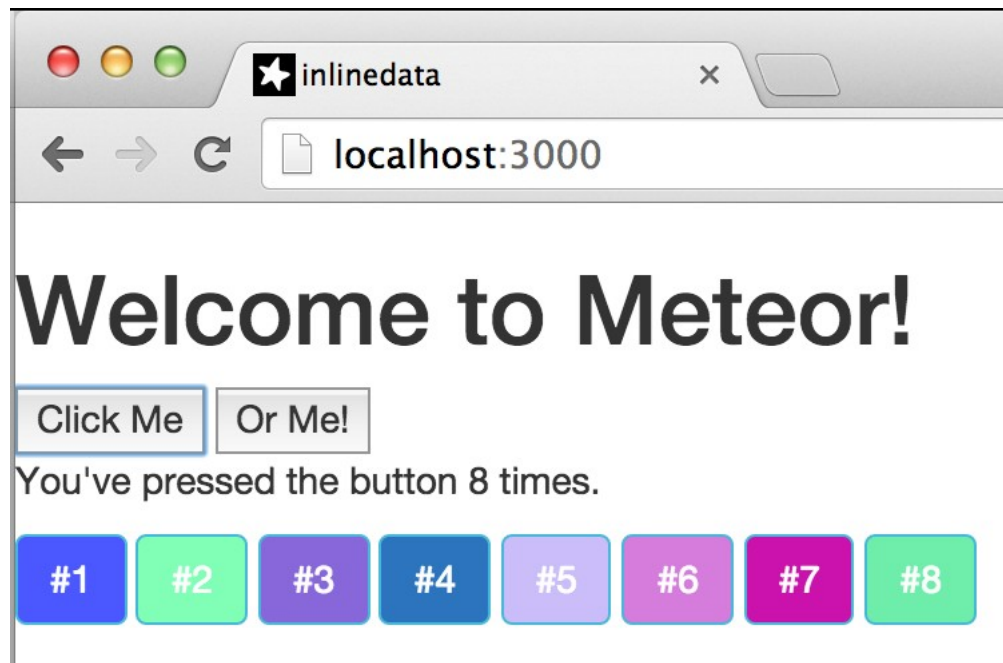 inlinedata
localhost:3000
Welcome to Meteor!
Click Me Or Me!
You've pressed the button 8 times.
#1 #2 #3 #4 #5 #6 #7 #8